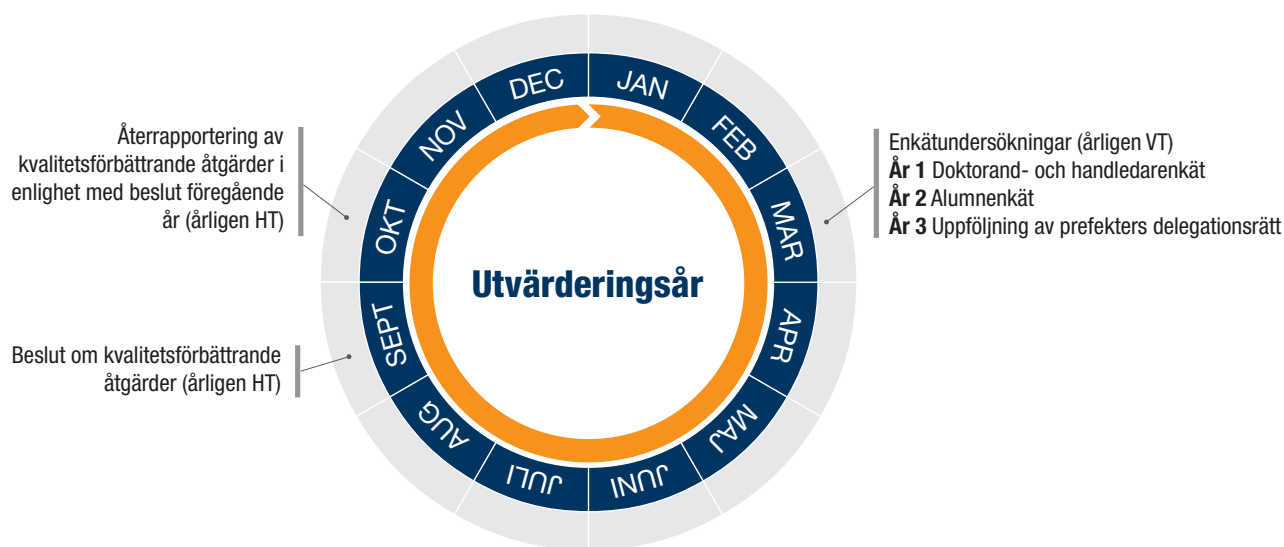 DEC
JAN
NOV
FEB
Återrapportering av
kvalitetsförbättrande åtgärder i
enlighet med beslut föregående
år (årligen HT)
Enkätundersökningar (årligen VT)
År 1 Doktorand- och handledarenkät
År 2 Alumnenkät
År 3 Uppföljning av prefekters delegationsrätt
OKT
MAR
Utvärderingsår
SEPT
APR
Beslut om kvalitetsförbättrande
åtgärder (årligen HT)
AUG
MAJ
JULI
JUNI